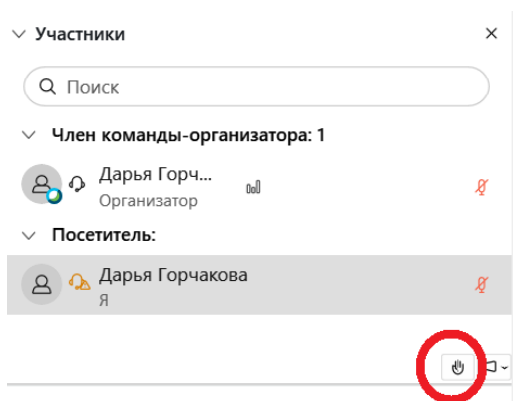 Участники
Поиск
Член команды-организатора: 1
Дарья Горч...
Организатор
Посетитель:
Дарья Горчакова
Я